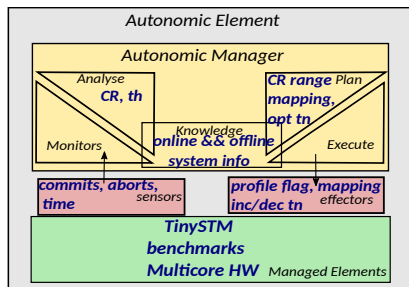 Autonomic Element
Autonomic Manager
Analyse
CR, th
CR range Plan
mapping,
opt tn
Knowledge
online && offline
system info
Monitors
Execute
commits, aborts,
time
sensors
profile flag, mapping
inc/dec tn
effectors
TinySTM
benchmarks
Multicore HW
Managed Elements